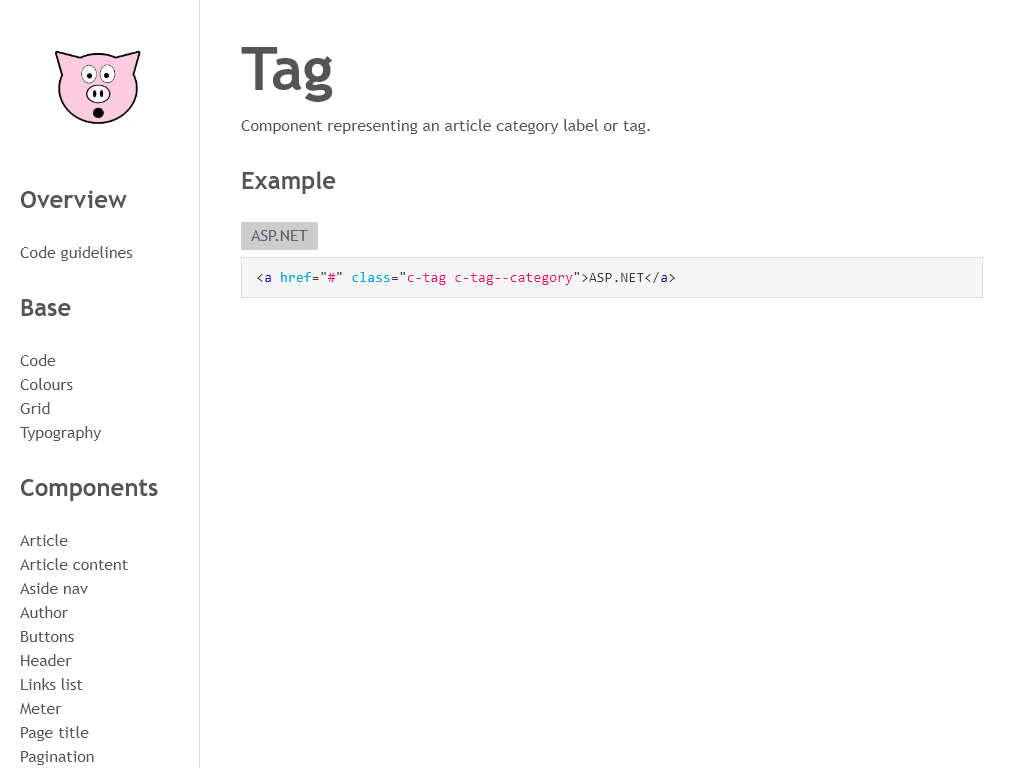 Overview
Code guidelines
Base
Code
Colours
Grid
Typography
Components
Article
Article content
Aside nav
Author
Buttons
Header
Links list
Meter
Page title
Pagination
Tag
Component representing an article category label or tag.
Example
ASP.NET
<a href="#" class="c-tag c-tag--category">ASP.NET</a>